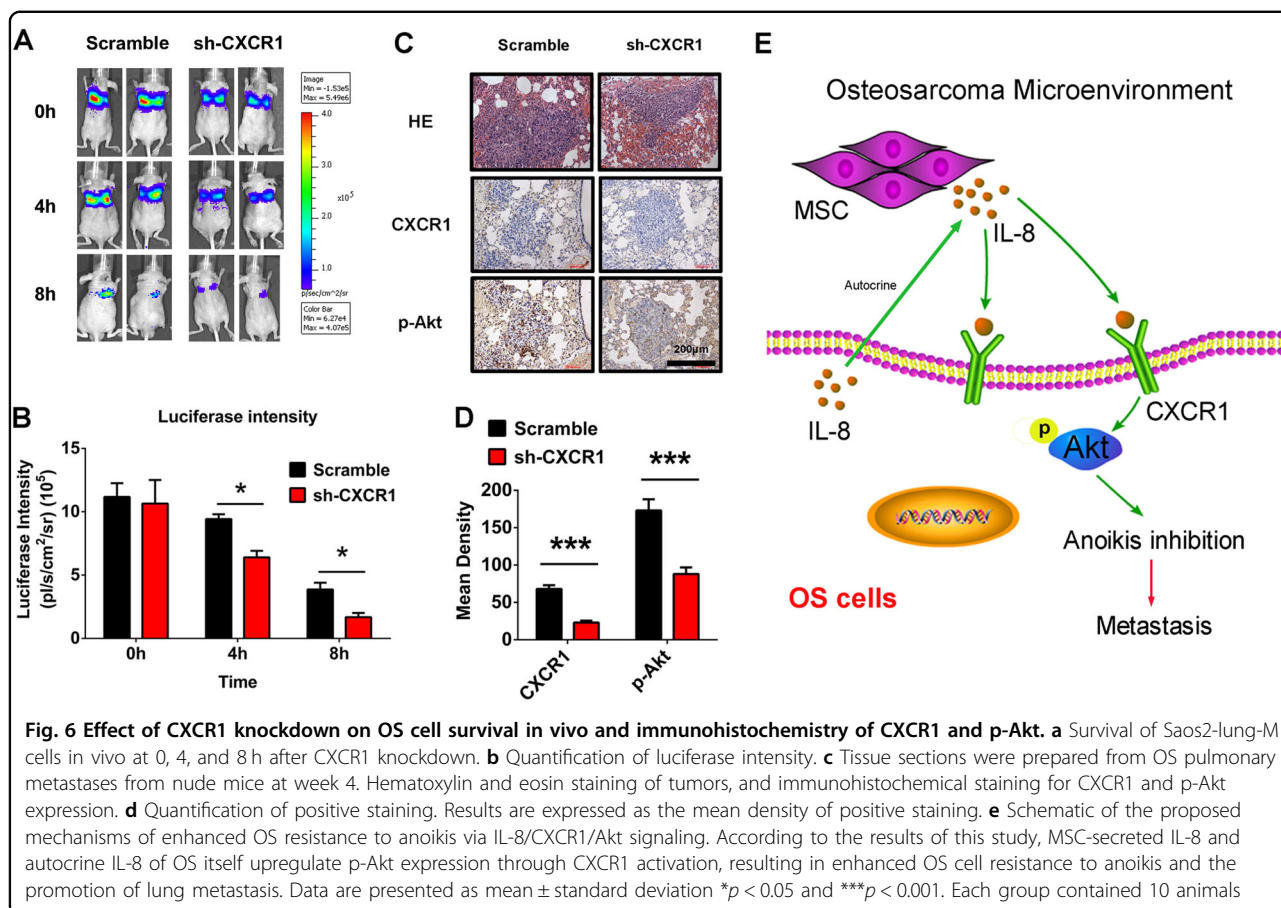 A
Scramble sh-CXCR1
Image
Min = -1.53e5
Max = 5.49e6
0h
4h
8h
4.0
3.0
x10^5
2.0
1.0
p/sec/cm^2/sr
Color Bar
Min = 6.27e4
Max = 4.07e5
B
Luciferase intensity
Luciferase Intensity
(pl/s/cm²/sr) (10⁵)
15
10
5
0
Scramble
sh-CXCR1
*
*
0h 4h 8h
Time
C
Scramble sh-CXCR1
HE
CXCR1
p-Akt
200μm
D
Scramble
sh-CXCR1
Mean Density
200
150
100
50
0
***
***
CXCR1
p-Akt
E
Osteosarcoma Microenvironment
MSC
IL-8
Autocrine
IL-8
CXCR1
p
Akt
Anoikis inhibition
OS cells
Metastasis
Fig. 6 Effect of CXCR1 knockdown on OS cell survival in vivo and immunohistochemistry of CXCR1 and p-Akt. a Survival of Saos2-lung-M
cells in vivo at 0, 4, and 8 h after CXCR1 knockdown. b Quantification of luciferase intensity. c Tissue sections were prepared from OS pulmonary
metastases from nude mice at week 4. Hematoxylin and eosin staining of tumors, and immunohistochemical staining for CXCR1 and p-Akt
expression. d Quantification of positive staining. Results are expressed as the mean density of positive staining. e Schematic of the proposed
mechanisms of enhanced OS resistance to anoikis via IL-8/CXCR1/Akt signaling. According to the results of this study, MSC-secreted IL-8 and
autocrine IL-8 of OS itself upregulate p-Akt expression through CXCR1 activation, resulting in enhanced OS cell resistance to anoikis and the
promotion of lung metastasis. Data are presented as mean ± standard deviation *p < 0.05 and ***p < 0.001. Each group contained 10 animals